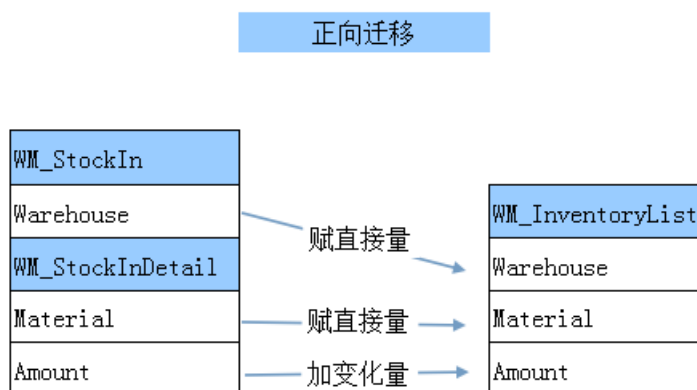 正向迁移
WM_StockIn
Warehouse
WM_StockInDetail
Material
Amount
赋直接量
赋直接量
加变化量
WM_InventoryList
Warehouse
Material
Amount